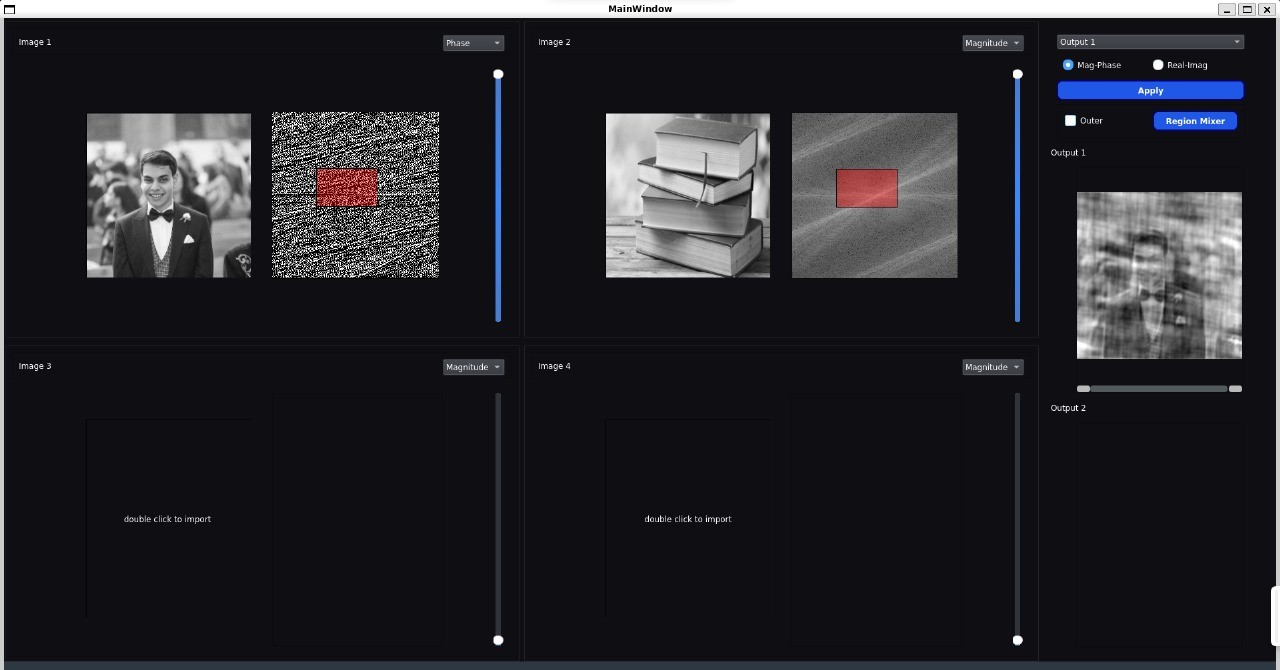 MainWindow
Image 1
Phase
Image 2
Magnitude
Output 1
Mag-Phase
Real-Imag
Apply
Outer
Region Mixer
Output 1
Image 3
Magnitude
Image 4
Magnitude
Output 2
double click to import
double click to import